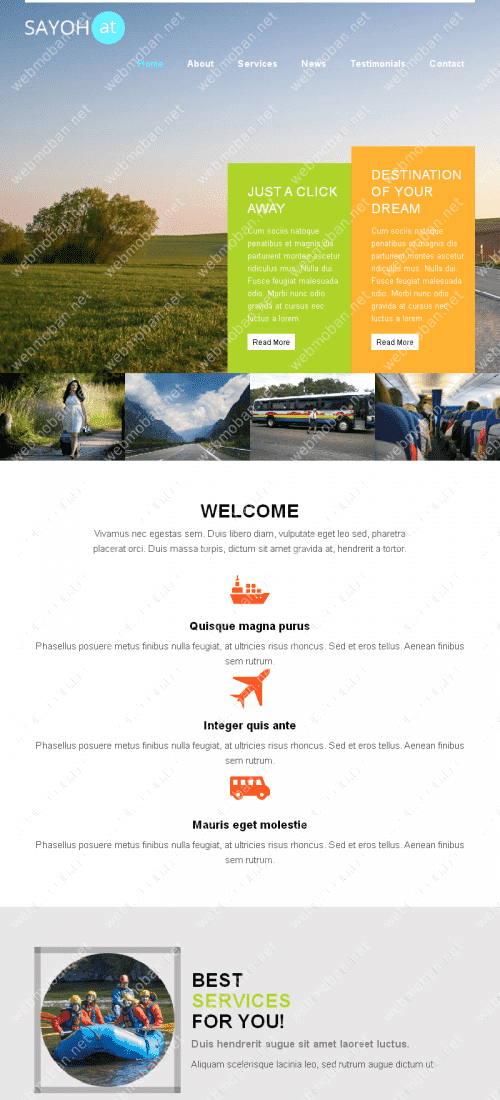 SAYOH at
Home About Services News Testimonials Contact
JUST A CLICK
AWAY
Cum sociis natoque
penatibus et magnis dis
parturient montes ascetur
ridiculus mus. Nulla dui.
Fusce feugiat malesuada
odio. Morbi nunc odio
gravida at cursus nec
luctus a lorem.
Read More
DESTINATION
OF YOUR
DREAM
Cum sociis natoque
penatibus et magnis dis
parturient montes ascetur
ridiculus mus. Nulla dui.
Fusce feugiat malesuada
odio. Morbi nunc odio
gravida at cursus nec
luctus a lorem.
Read More
WELCOME
Vivamus nec egestas sem. Duis libero diam, vulputate eget leo sed, pharetra
placerat orci. Duis massa turpis, dictum sit amet gravida at, hendrerit a tortor.
Quisque magna purus
Phasellus posuere metus finibus nulla feugiat, at ultricies risus rhoncus. Sed et eros tellus. Aenean finibus
sem rutrum.
Integer quis ante
Phasellus posuere metus finibus nulla feugiat, at ultricies risus rhoncus. Sed et eros tellus. Aenean finibus
sem rutrum.
Mauris eget molestie
Phasellus posuere metus finibus nulla feugiat, at ultricies risus rhoncus. Sed et eros tellus. Aenean finibus
sem rutrum.
BEST
SERVICES
FOR YOU!
Duis hendrerit augue sit amet laoreet luctus.
Aliquam scelerisque lacinia leo, sed rutrum augue dictum ut.
webmoban.net